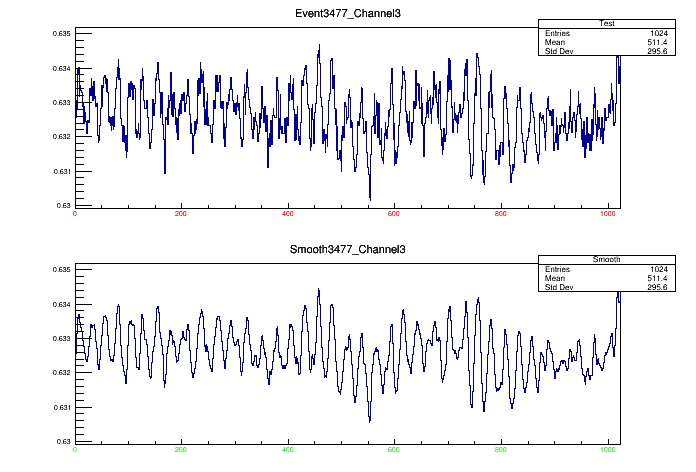 Event3477_Channel3
Test
Entries 1024
Mean 511.4
Std Dev 295.6
0.635
0.634
0.633
0.632
0.631
0.63
0 200 400 600 800 1000
Smooth3477_Channel3
Smooth
Entries 1024
Mean 511.4
Std Dev 295.6
0.635
0.634
0.633
0.632
0.631
0.63
0 200 400 600 800 1000